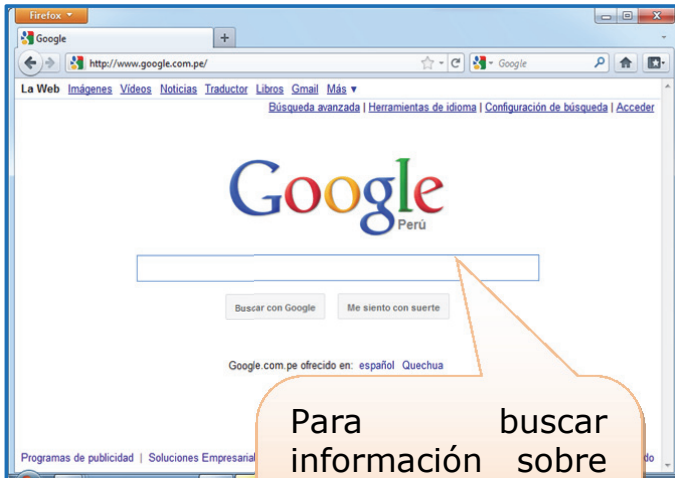 Firefox
Google
http://www.google.com.pe/
Google
La Web Imágenes Vídeos Noticias Traductor Libros Gmail Más
Búsqueda avanzada | Herramientas de idioma | Configuración de búsqueda | Acceder
Google
Perú
Buscar con Google Me siento con suerte
Google.com.pe ofrecido en: español Quechua
Para buscar
información sobre
Programas de publicidad | Soluciones